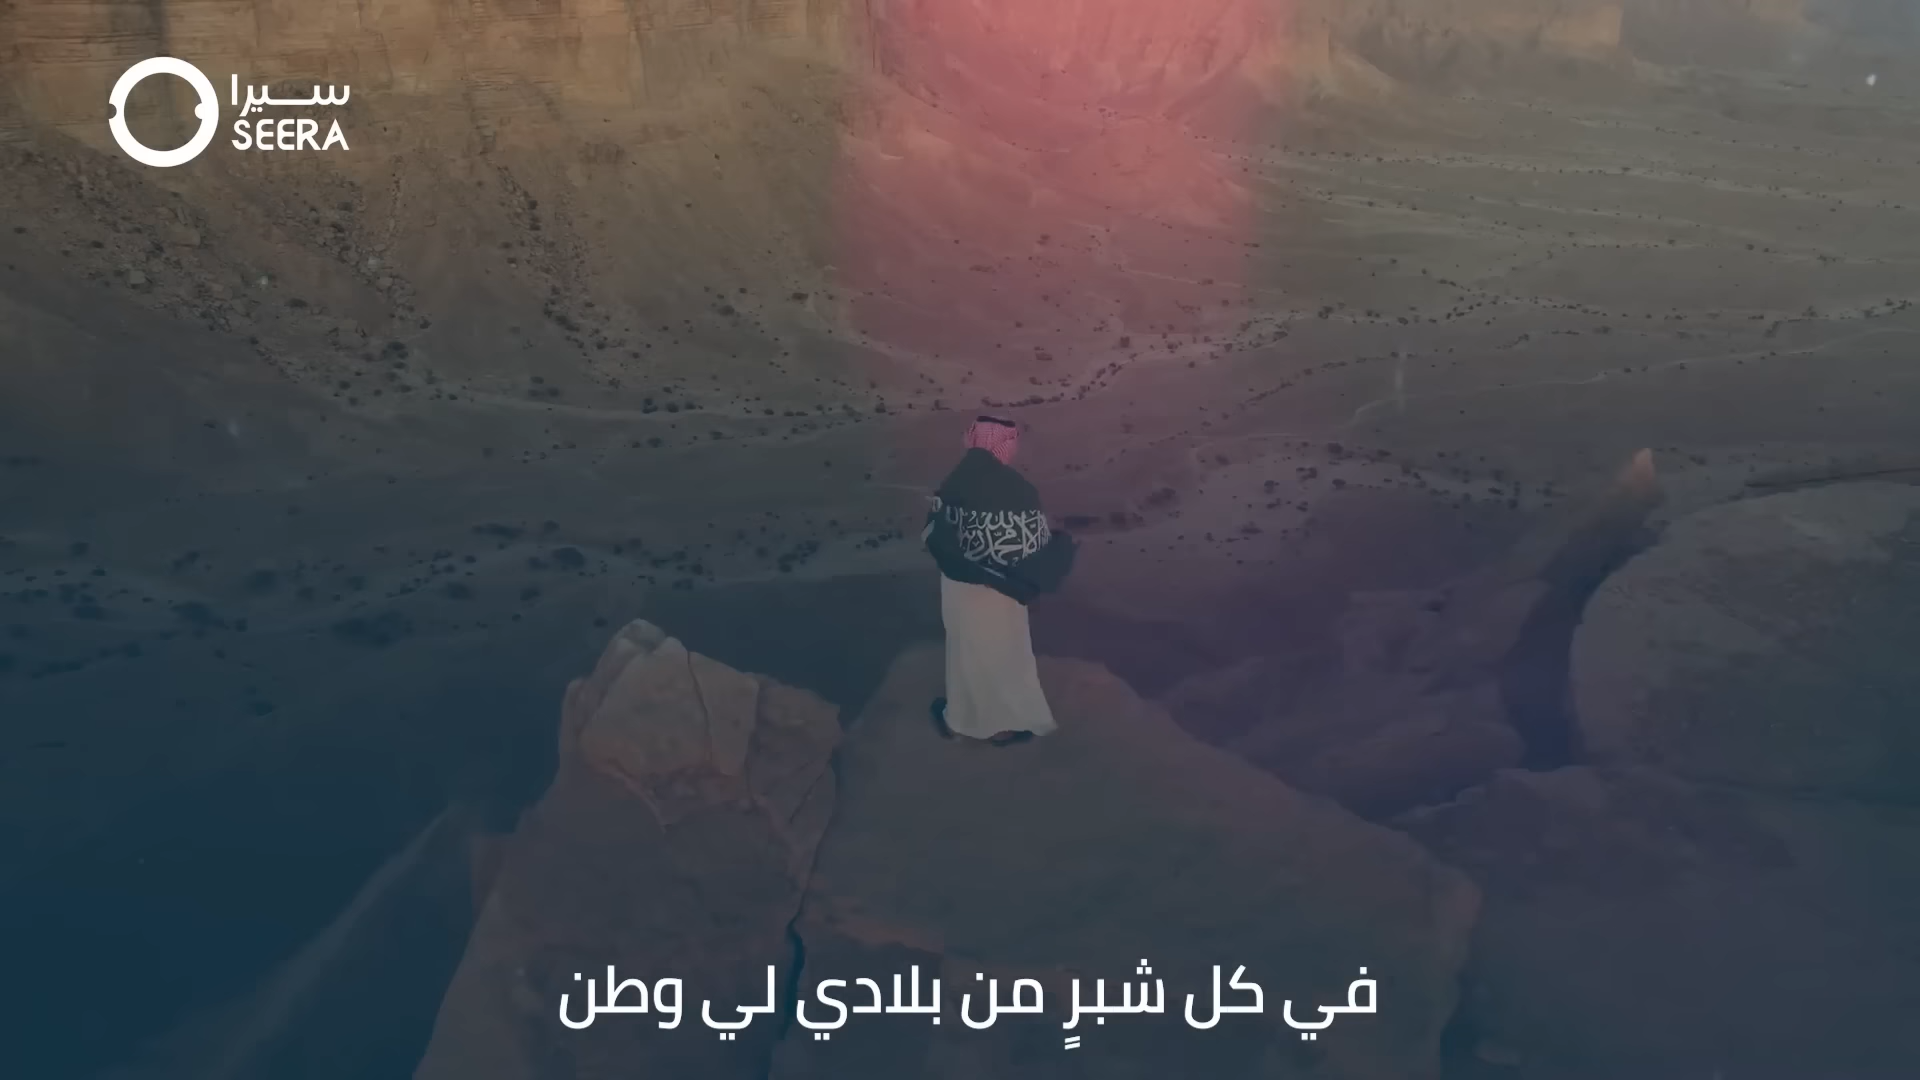 سيرا
SEERA
في كل شبرٍ من بلادي لي وطن